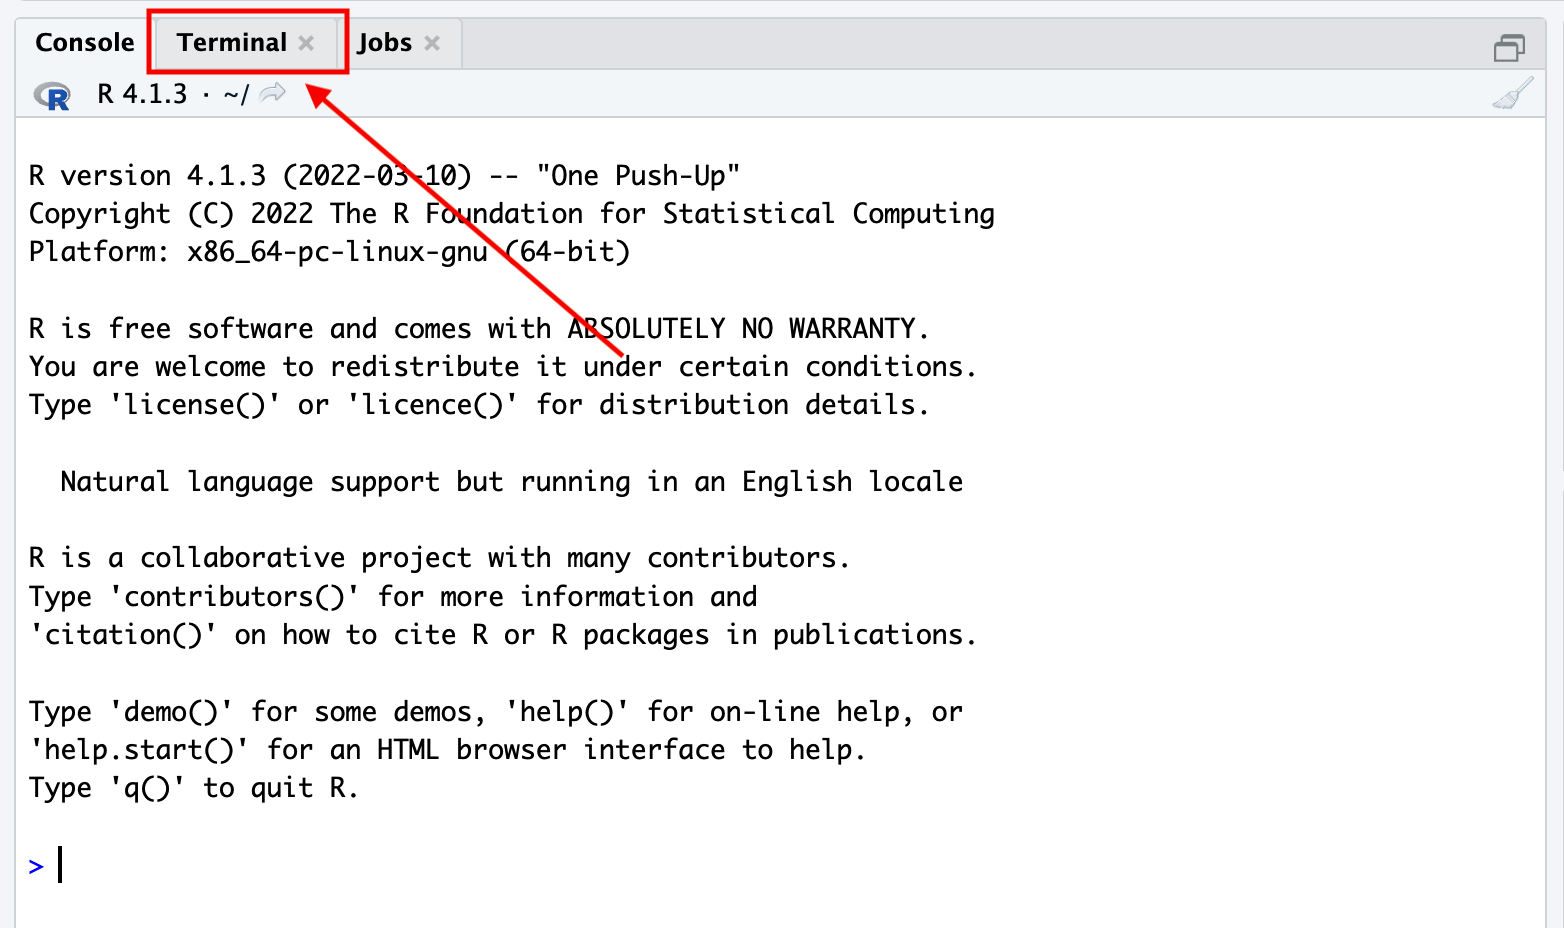 Console Terminal × Jobs ×
R R 4.1.3 · ~/
R version 4.1.3 (2022-03-10) -- "One Push-Up"
Copyright (C) 2022 The R Foundation for Statistical Computing
Platform: x86_64-pc-linux-gnu (64-bit)
R is free software and comes with ABSOLUTELY NO WARRANTY.
You are welcome to redistribute it under certain conditions.
Type 'license()' or 'licence()' for distribution details.
Natural language support but running in an English locale
R is a collaborative project with many contributors.
Type 'contributors()' for more information and
'citation()' on how to cite R or R packages in publications.
Type 'demo()' for some demos, 'help()' for on-line help, or
'help.start()' for an HTML browser interface to help.
Type 'q()' to quit R.
>